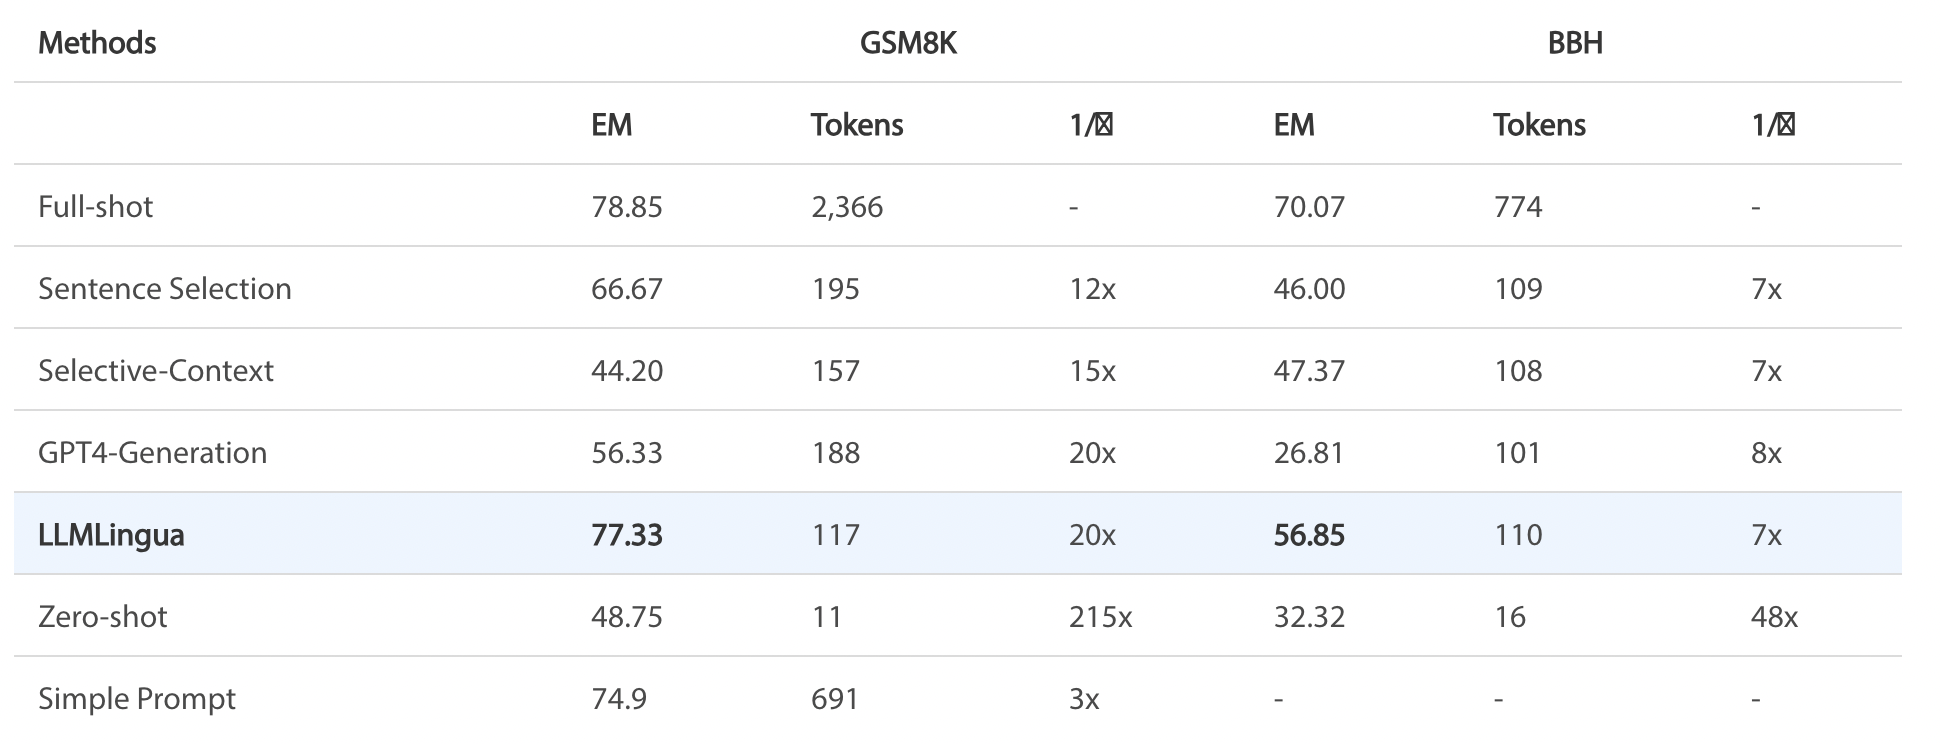 Methods GSM8K BBH
EM Tokens 1/ EM Tokens 1/
Full-shot 78.85 2,366 - 70.07 774 -
Sentence Selection 66.67 195 12x 46.00 109 7x
Selective-Context 44.20 157 15x 47.37 108 7x
GPT4-Generation 56.33 188 20x 26.81 101 8x
LLMLingua 77.33 117 20x 56.85 110 7x
Zero-shot 48.75 11 215x 32.32 16 48x
Simple Prompt 74.9 691 3x - - -